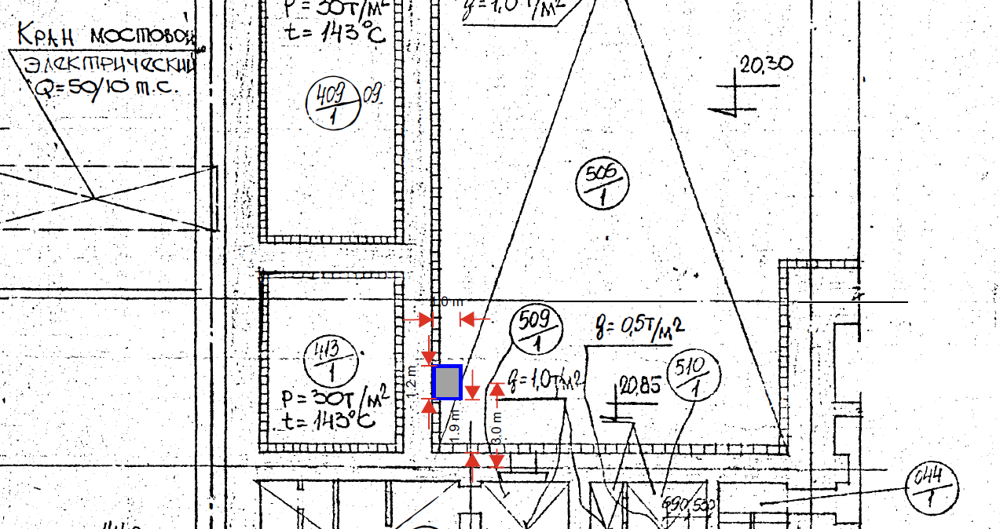 P = 30т/м²
t = 143°C
g = 1,0 т/м²
Кран мостовой
электрический
Q=50/10 т.с.
409
1
09
20,30
506
1
509
1
g = 0,5т/м²
413
1
510
1
g = 1,0т/м²
20,85
1.2 m
P = 30т/м²
t = 143°C
1.9 m
3.0 m
044
1